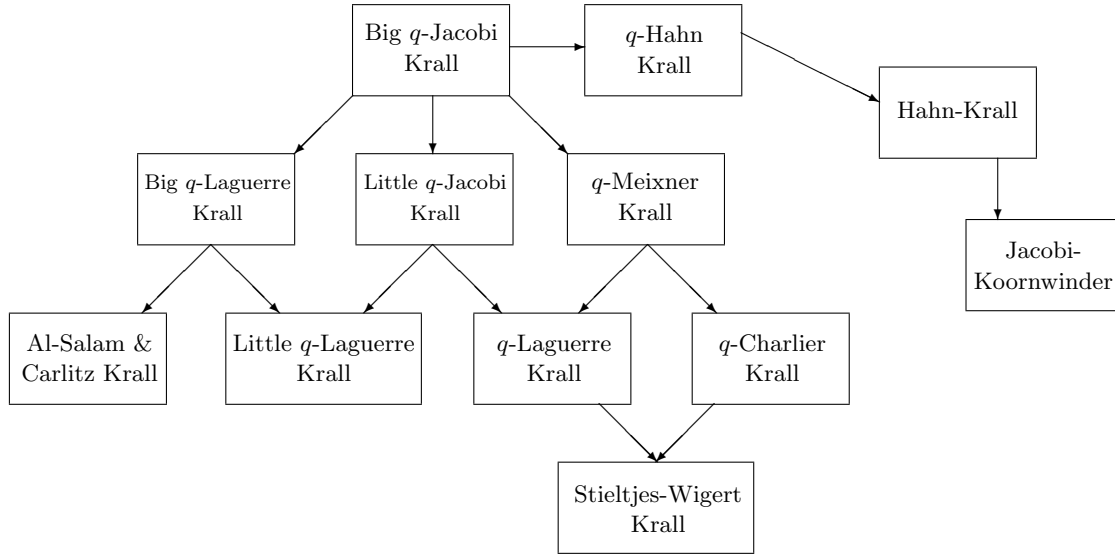 Big q-Jacobi
Krall
q-Hahn
Krall
Hahn-Krall
Big q-Laguerre
Krall
Little q-Jacobi
Krall
q-Meixner
Krall
Jacobi-
Koornwinder
Al-Salam &
Carlitz Krall
Little q-Laguerre
Krall
q-Laguerre
Krall
q-Charlier
Krall
Stieltjes-Wigert
Krall